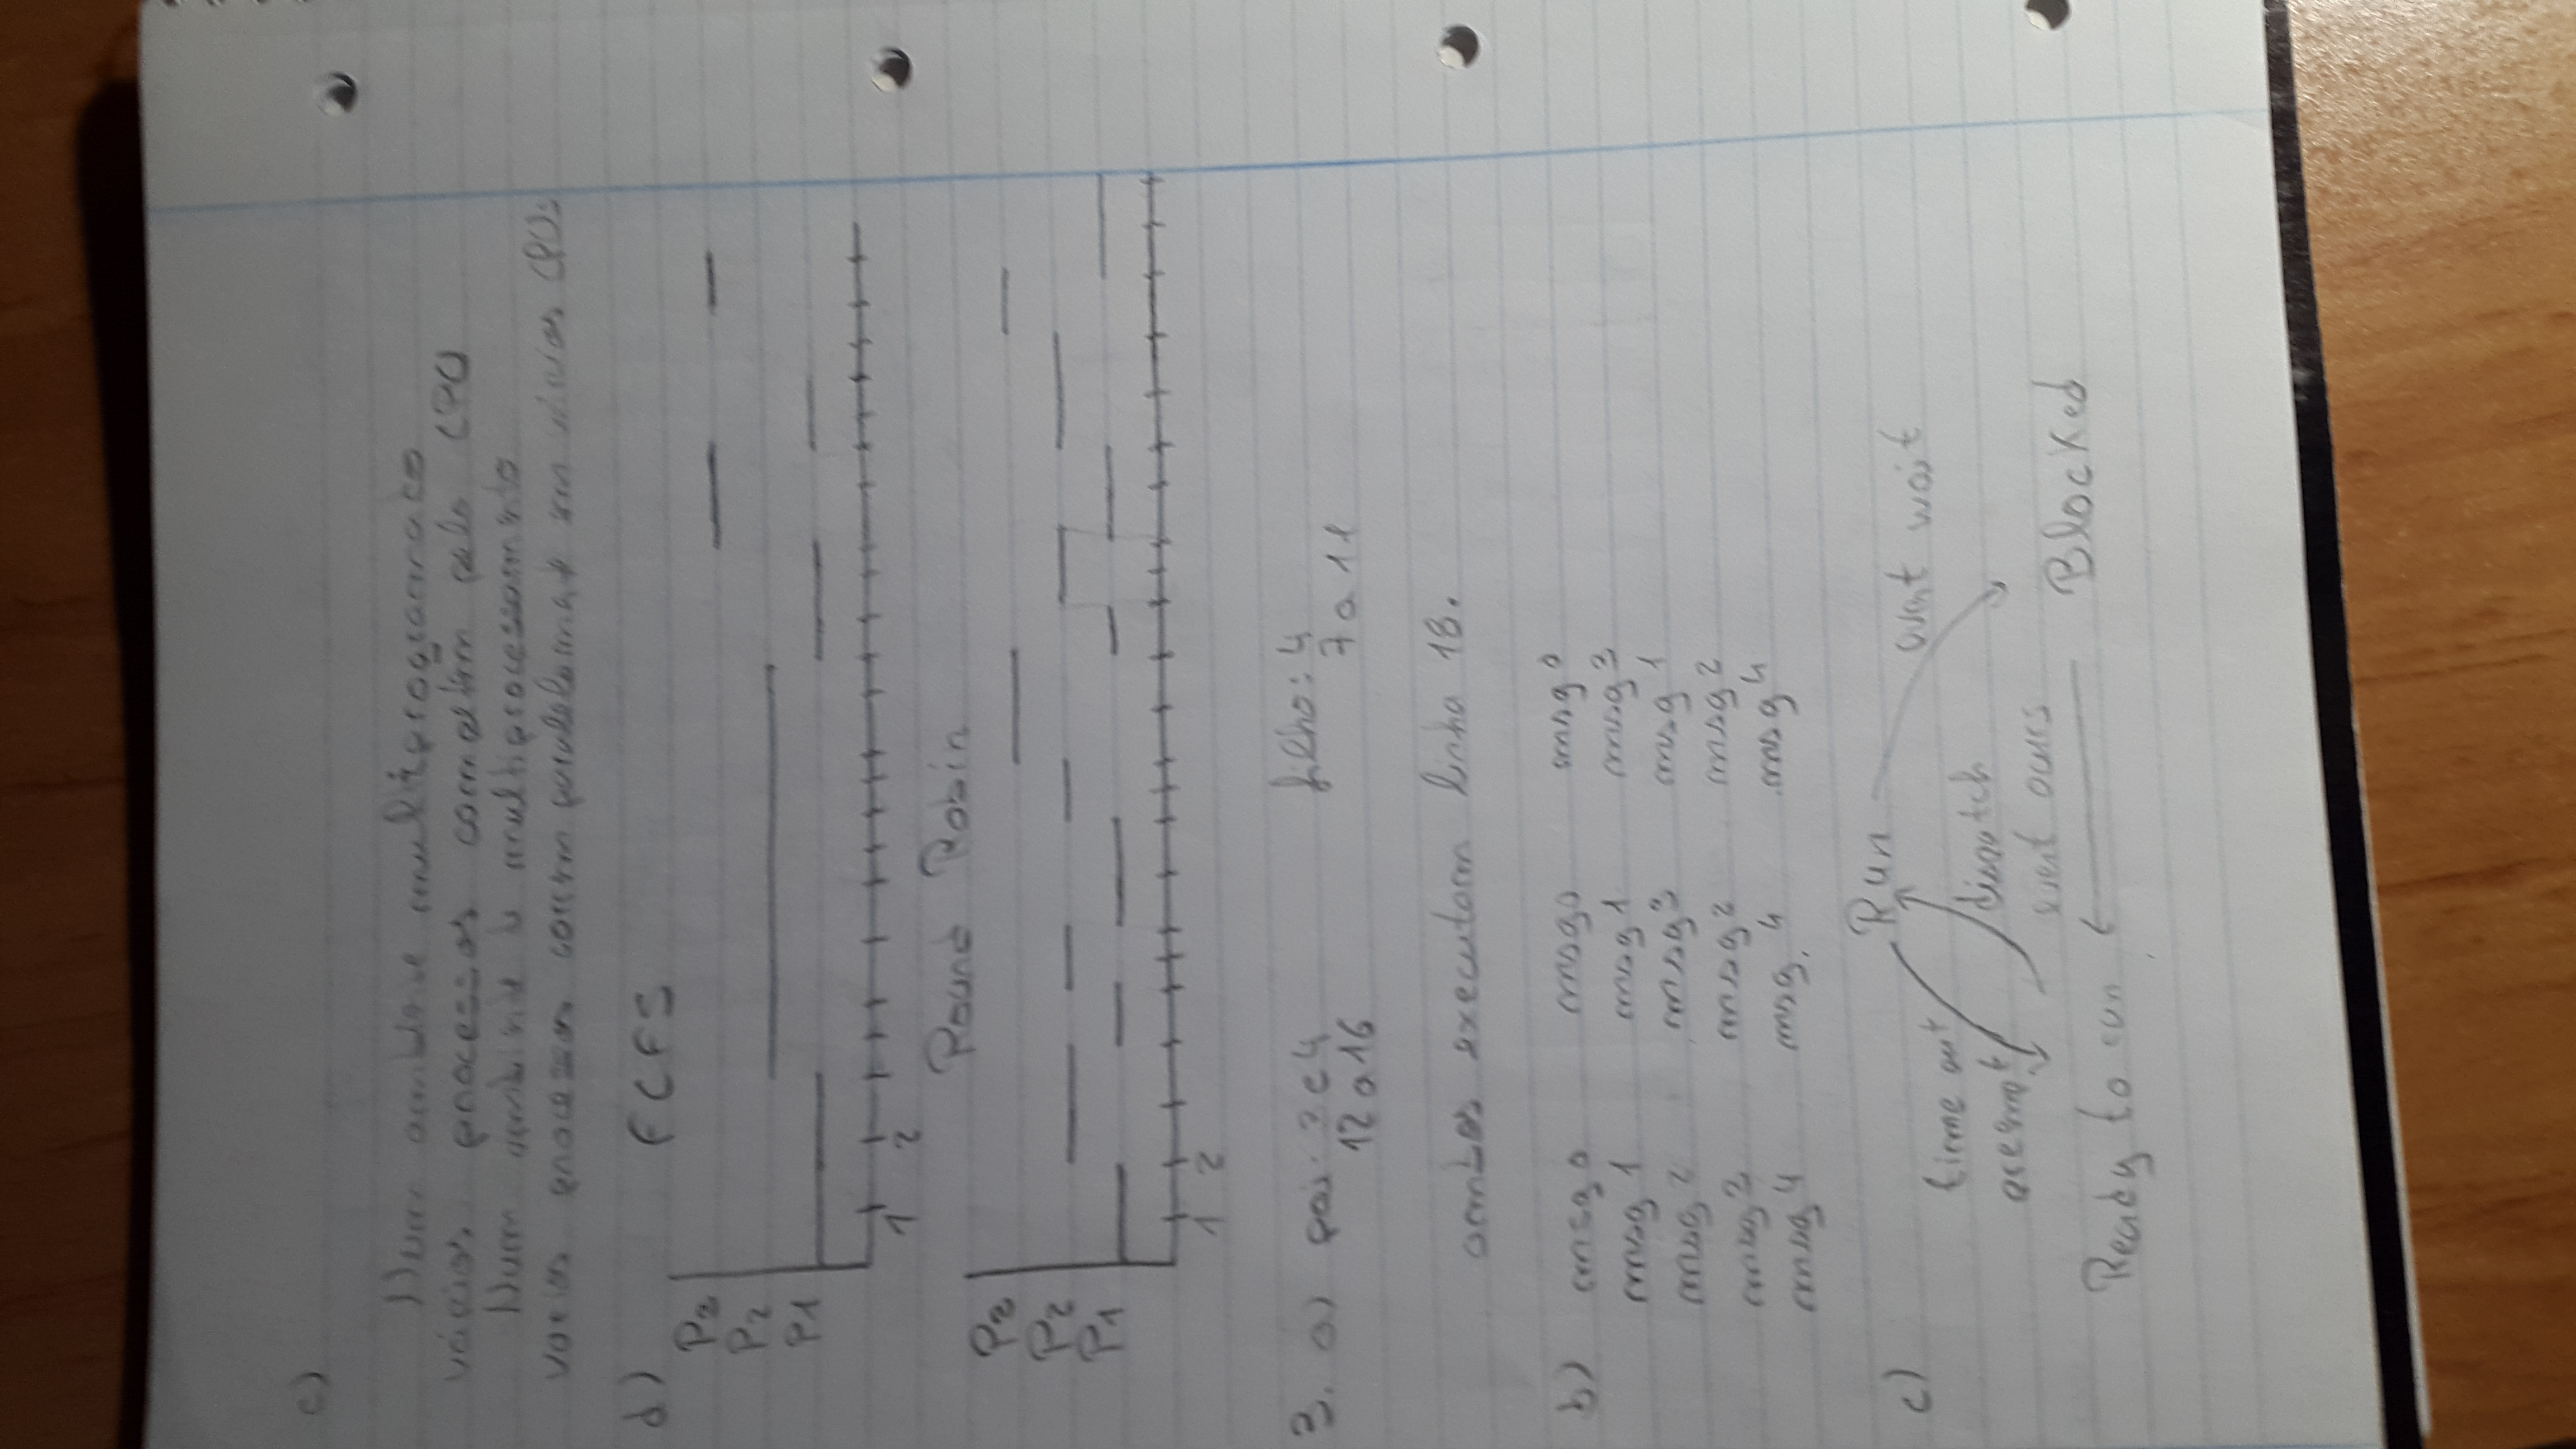 c)
Num ambiente multiprogramado
vários processos competem pelo CPU
Num ambiente de multiprocessamento
varios processos correm paralelamente em vários CPUs
d) FCFS
P3
P2
P1
1 2
Round Robin
P3
P2
P1
1 2
3. a) pai: 3 e 4 filho: 4
12 a 16 7 a 11
ambos executam linha 18.
b) msg 0 msg 0 msg 0
msg 1 msg 1 msg 3
msg 2 msg 3 msg 1
msg 3 msg 2 msg 2
msg 4 msg 4 msg 4
c) Run
time out event wait
preempt dispatch
event ocurs
Ready to run Blocked